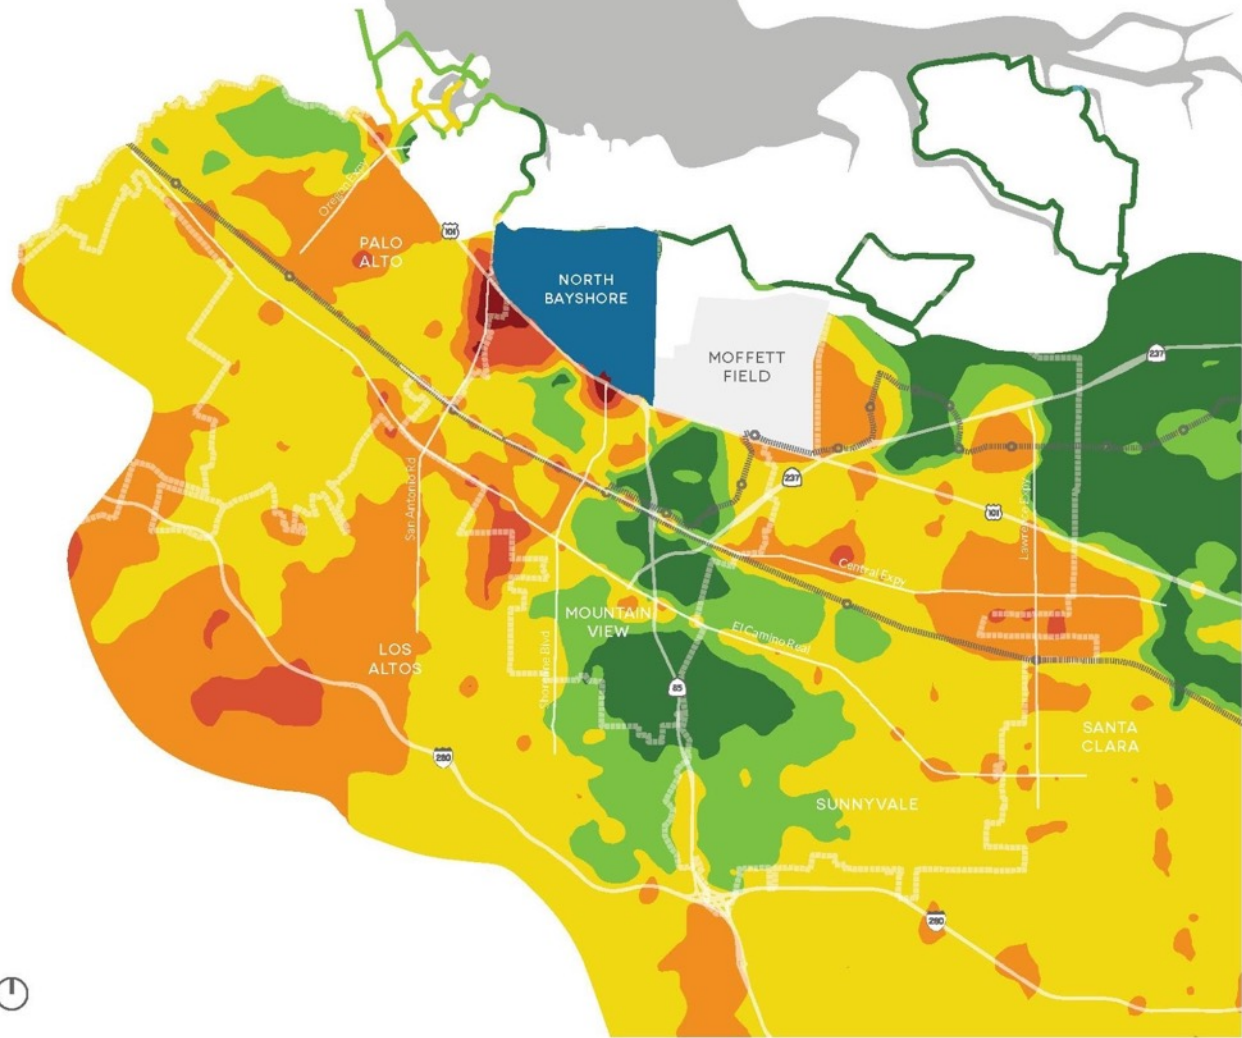 Oregon Expy
101
PALO
ALTO
NORTH
BAYSHORE
MOFFETT
FIELD
237
San Antonio Rd
237
101
Lawrence Expy
Central Expy
MOUNTAIN
VIEW
El Camino Real
LOS
ALTOS
Shoreline Blvd
85
SANTA
CLARA
280
SUNNYVALE
280